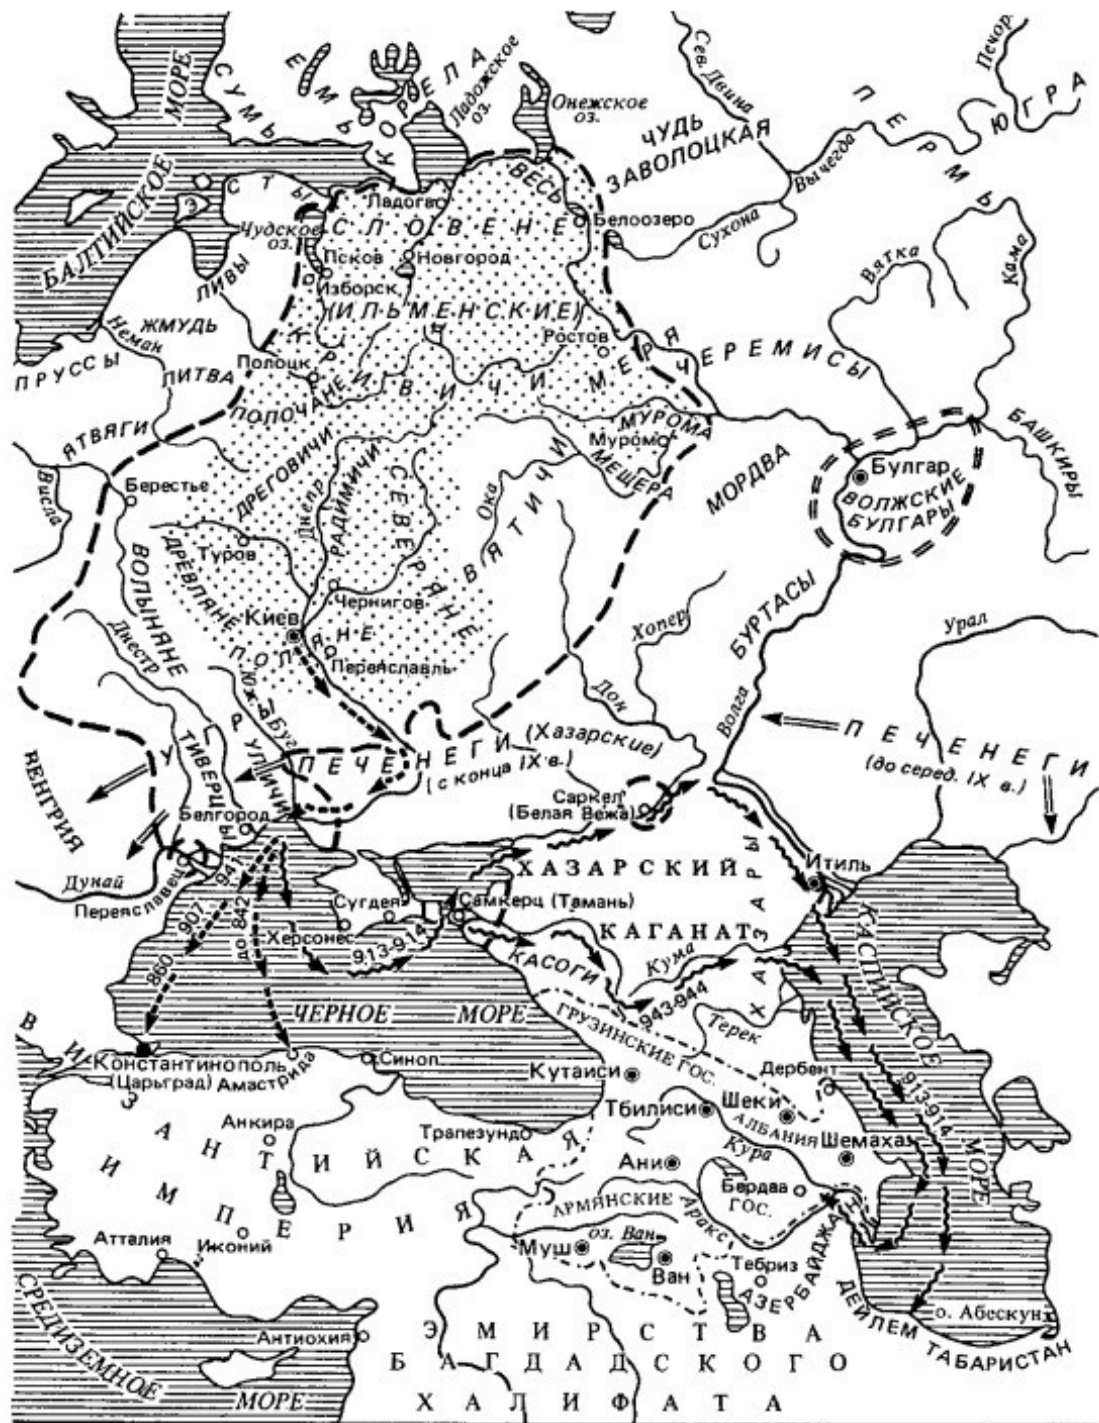 БАЛТИЙСКОЕ МОРЕ
СУМЬ
ЕМЬ
КОРЕЛА
Ладожское оз.
Онежское оз.
Сев. Двина
ЧУДЬ
ЗАВОЛОЦКАЯ
Вычегда
Сухона
ПЕРМЬ
Печор
ЮГРА
ЭСТЫ
Чудское оз.
Ладога
ВЕСЬ
Белоозеро
СЛОВЕНЕ
Псков
Новгород
Изборск
(ИЛЬМЕНСКИЕ)
ЛИВЫ
ЖМУДЬ
Неман
ПРУССЫ
ЛИТВА
Полоцк
КРИВИЧИ
ПОЛОЧАНЕ
Ростов
МЕРЯ
ЧЕРЕМИСЫ
Вятка
Кама
ЯТВЯГИ
Висла
Берестье
ДРЕГОВИЧИ
Днепр
РАДИМИЧИ
СЕВЕРЯНЕ
Ока
ВЯТИЧИ
МУРОМА
Муром
МЕЩЕРА
МОРДВА
Булгар
ВОЛЖСКИЕ
БУЛГАРЫ
БАШКИРЫ
ВОЛЫНЯНЕ
ДРЕВЛЯНЕ
Туров
Чернигов
Киев
ПОЛЯНЕ
Переяславль
Хопер
БУРТАСЫ
Урал
Днестр
Юж. Буг
Дон
Волга
ПЕЧЕНЕГИ
(до серед. IX в.)
ПЕЧЕНЕГИ (Хазарские)
(с конца IX в.)
ВЕНГРИЯ
ТИВЕРЦЫ
УЛИЧИ
Белгород
Саркел
(Белая Вежа)
Дунай
Переяславец
941
907
860
до 842
Сугдея
Херсонес
913-914
Самкерц (Тамань)
ХАЗАРСКИЙ
КАГАНАТ
ХАЗАРЫ
Итиль
КАСОГИ
Кума
943-944
Терек
КАСПИЙСКОЕ МОРЕ
913-914
ЧЕРНОЕ МОРЕ
ГРУЗИНСКИЕ ГОС.
Дербент
Константинополь
(Царьград)
Амастрида
Синоп
Кутаиси
Тбилиси
Шеки
АЛБАНИЯ
Шемаха
ВИЗАНТИЙСКАЯ
ИМПЕРИЯ
Анкира
Трапезунд
Ани
Кура
Бердаа
АРМЯНСКИЕ ГОС.
Аракс
Атталия
Иконий
Муш
оз. Ван
Ван
Тебриз
АЗЕРБАЙДЖАН
ДЕЙЛЕМ
о. Абескун
ТАБАРИСТАН
СРЕДИЗЕМНОЕ МОРЕ
Антиохия
ЭМИРСТВА
БАГДАДСКОГО
ХАЛИФАТА